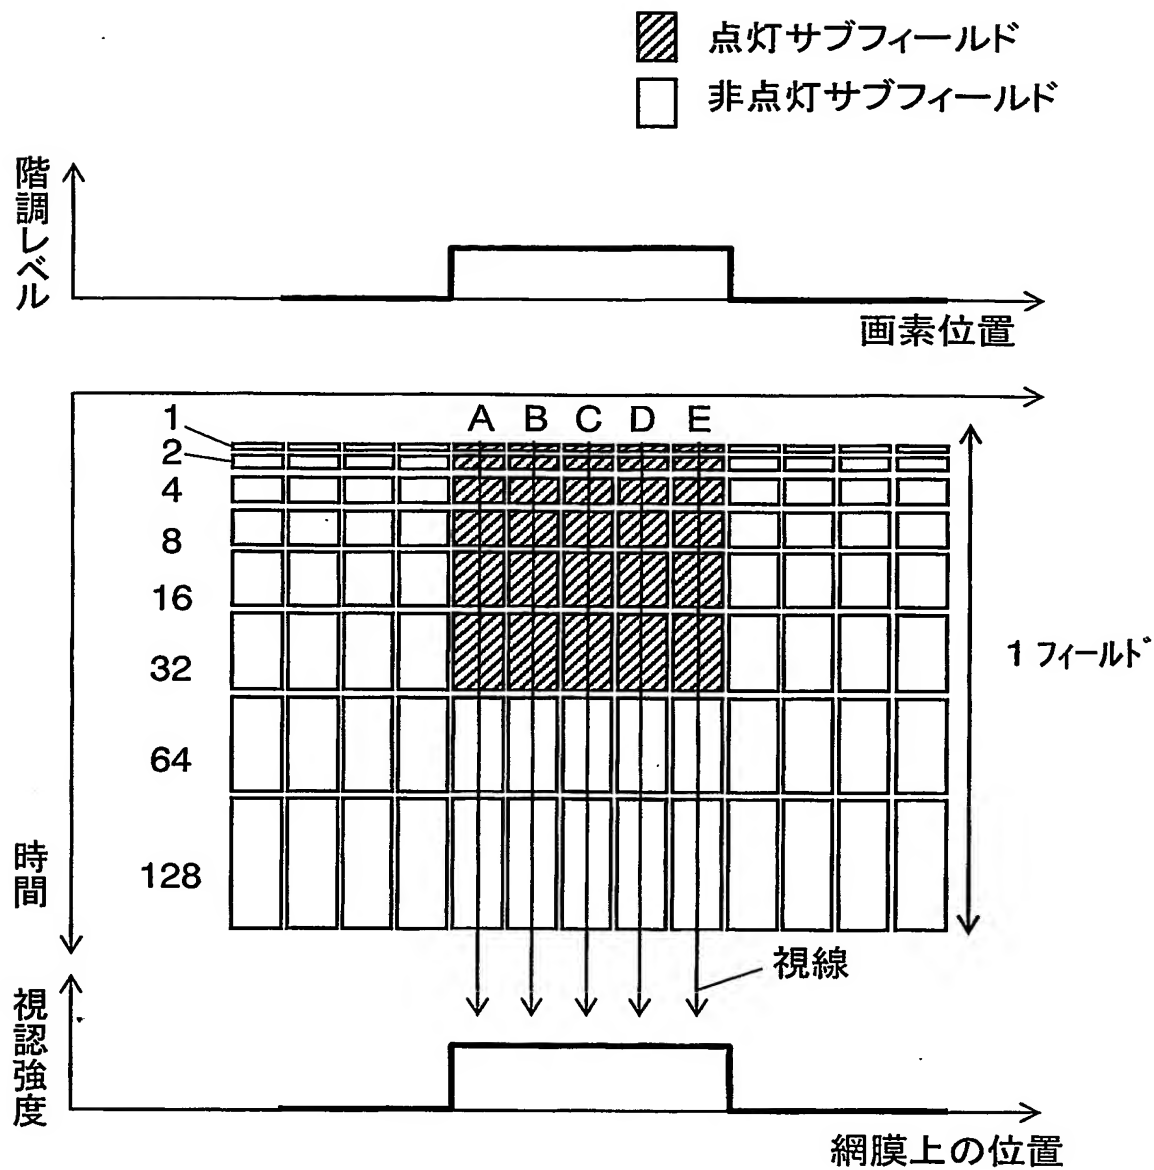 点灯サブフィールド
非点灯サブフィールド
階調レベル
画素位置
A B C D E
1
2
4
8
16
32
64
128
1 フィールド
時間
視線
視認強度
網膜上の位置